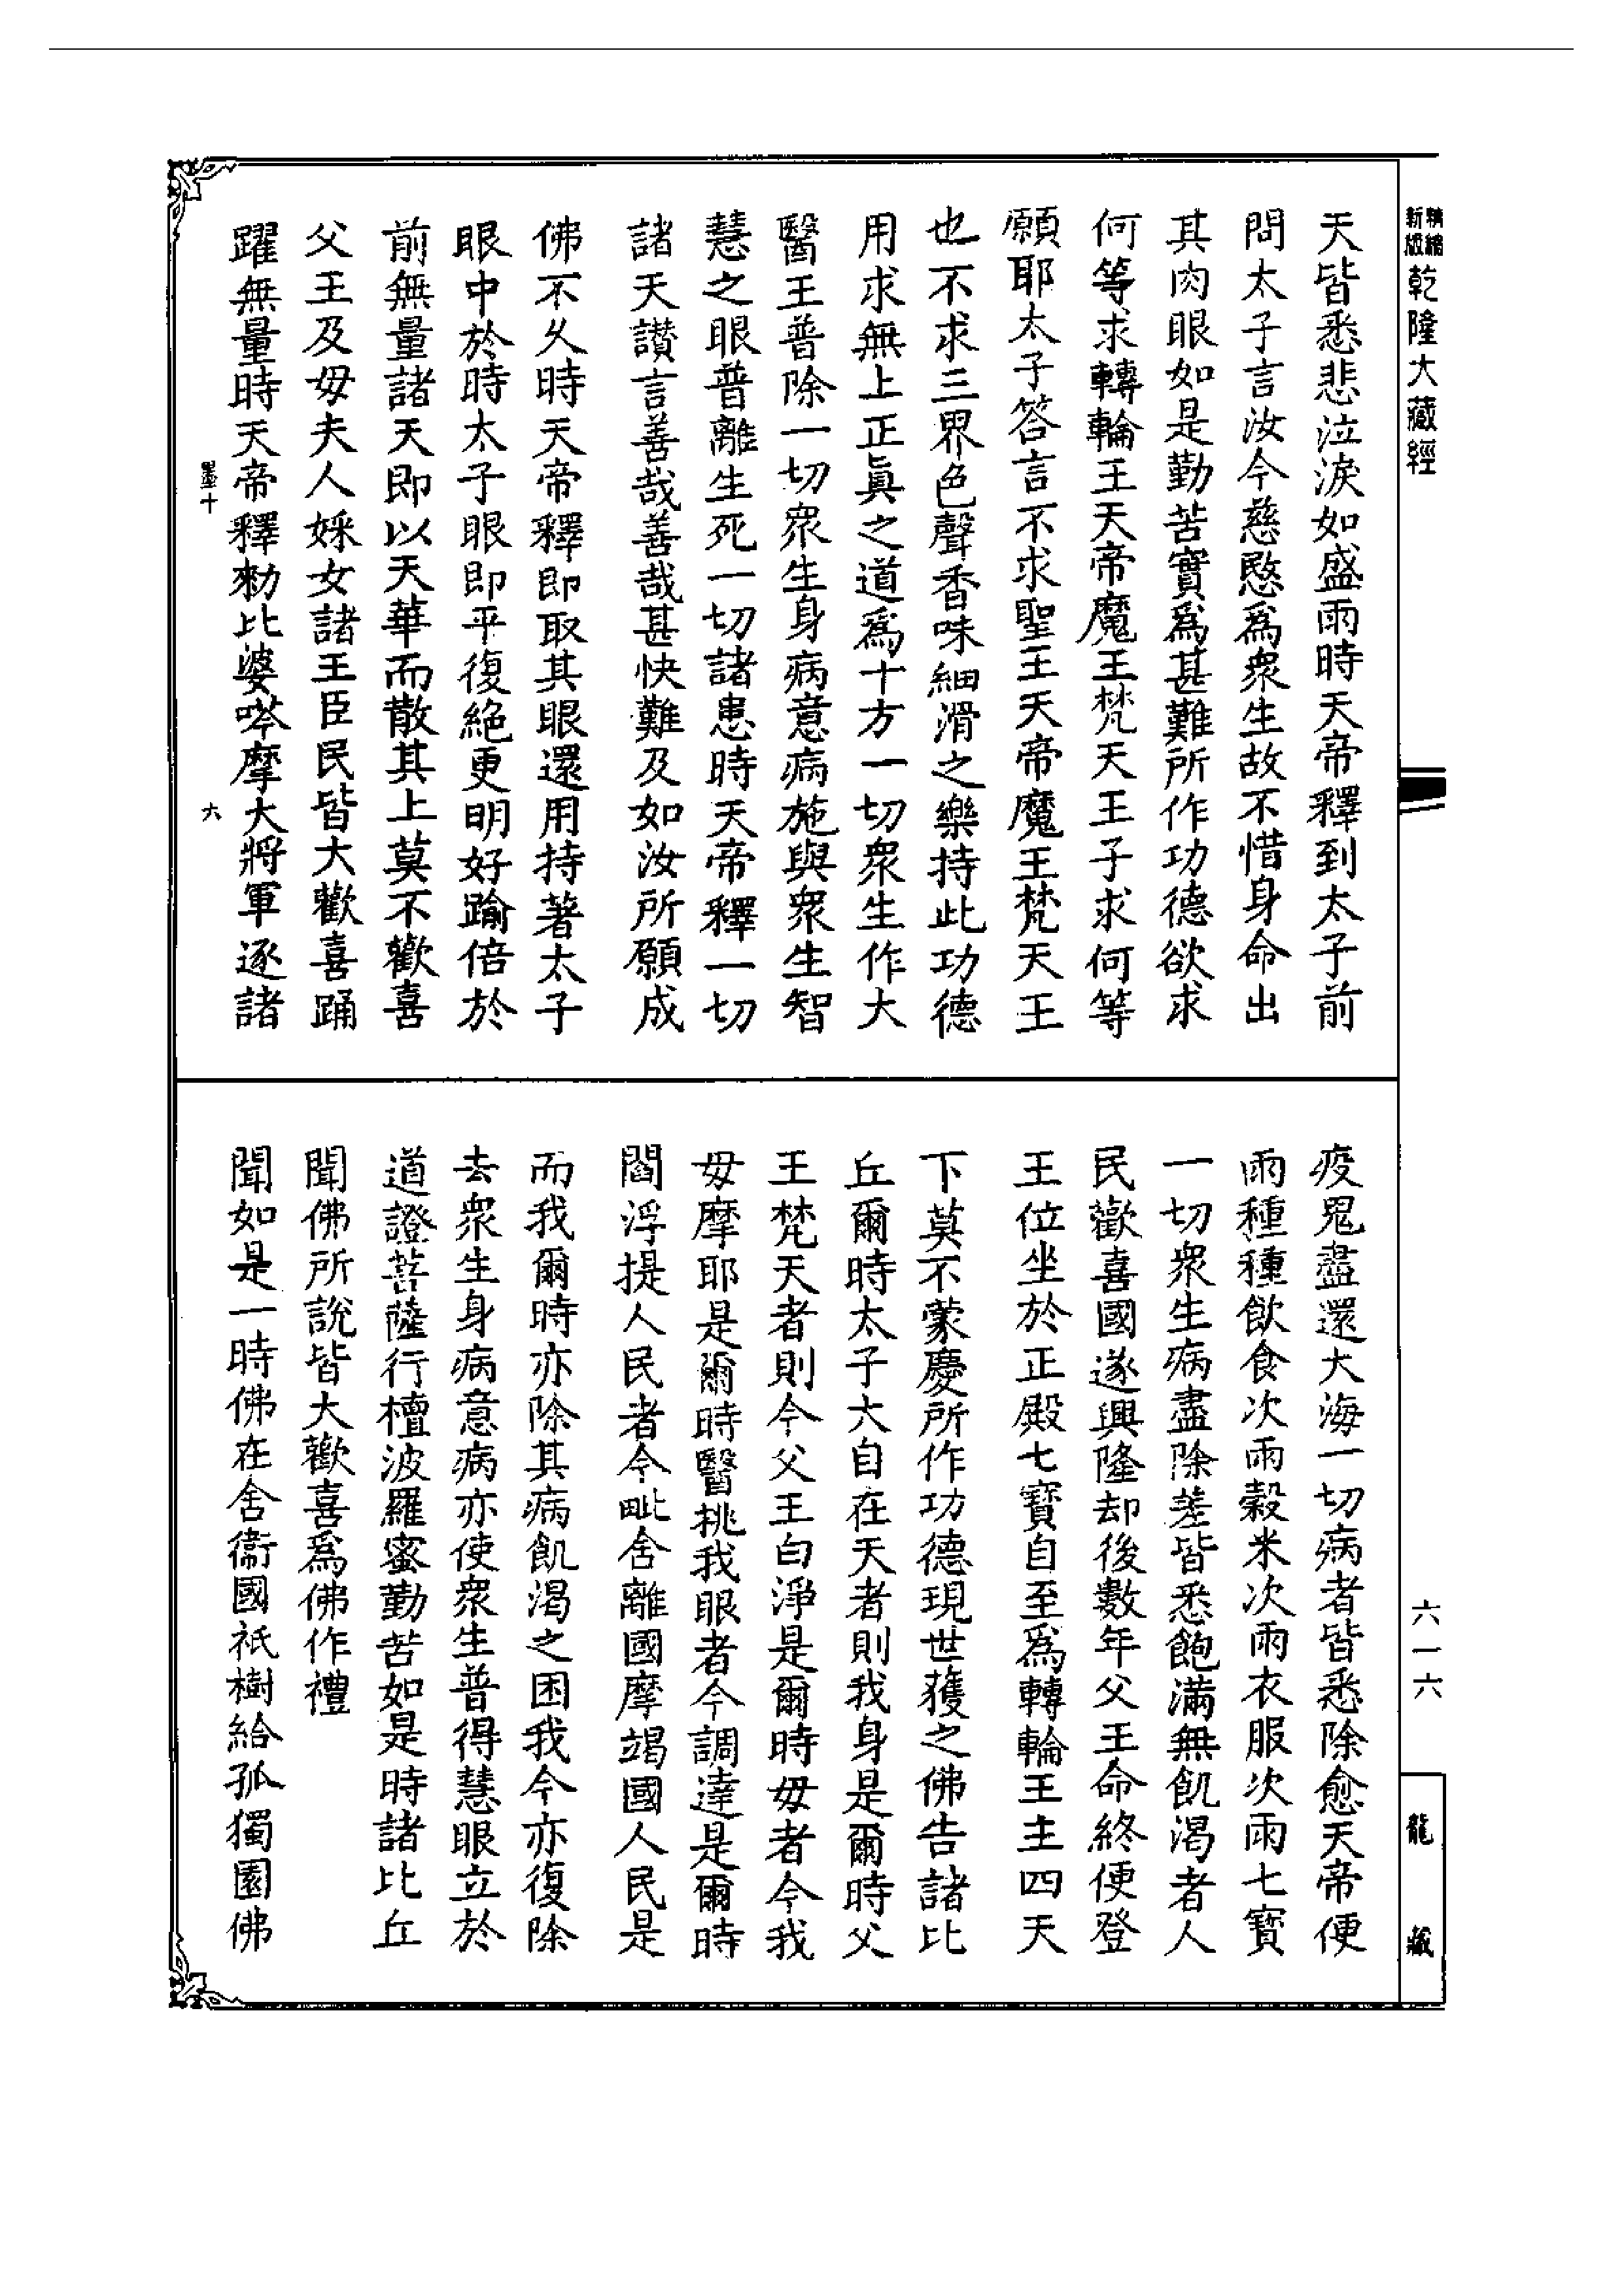 精縮
新版
乾隆大藏經
天皆悉悲泣淚如盛雨時天帝釋到太子前
問太子言汝今慈愍爲衆生故不惜身命出
其肉眼如是勤苦實爲甚難所作功德欲求
何等求轉輪王天帝魔王梵天王子求何等
願耶太子答言不求聖王天帝魔王梵天王
也不求三界色聲香味細滑之樂持此功德
用求無上正眞之道爲十方一切衆生作大
醫王普除一切衆生身病意病施與衆生智
慧之眼普離生死一切諸患時天帝釋一切
諸天讃言善哉善哉甚快難及如汝所願成
佛不久時天帝釋即取其眼還用持著太子
眼中於時太子眼即平復絶更明好踰倍於
前無量諸天即以天華而散其上莫不歡喜
父王及毋夫人婇女諸王臣民皆大歡喜踊
躍無量時天帝釋勑比婆㗨摩大將軍逐諸
墨十
六
疫鬼盡還大海一切病者皆悉除愈天帝便
雨種種飲食次雨穀米次雨衣服次雨七寳
一切衆生病盡除差皆悉飽滿無飢渴者人
民歡喜國遂興隆却後數年父王命終便登
王位坐於正殿七寳自至爲轉輪王主四天
下莫不蒙慶所作功德現世獲之佛告諸比
丘爾時太子大自在天者則我身是爾時父
王梵天者則今父王白淨是爾時毋者今我
毋摩耶是爾時醫挑我眼者今調達是爾時
閻浮提人民者今毗舍離國摩竭國人民是
而我爾時亦除其病飢渴之困我今亦復除
去衆生身病意病亦使衆生普得慧眼立於
道證菩薩行檀波羅蜜勤苦如是時諸比丘
聞佛所說皆大歡喜爲佛作禮
聞如是一時佛在舍衞國祇樹給孤獨園佛
六一六
龍藏